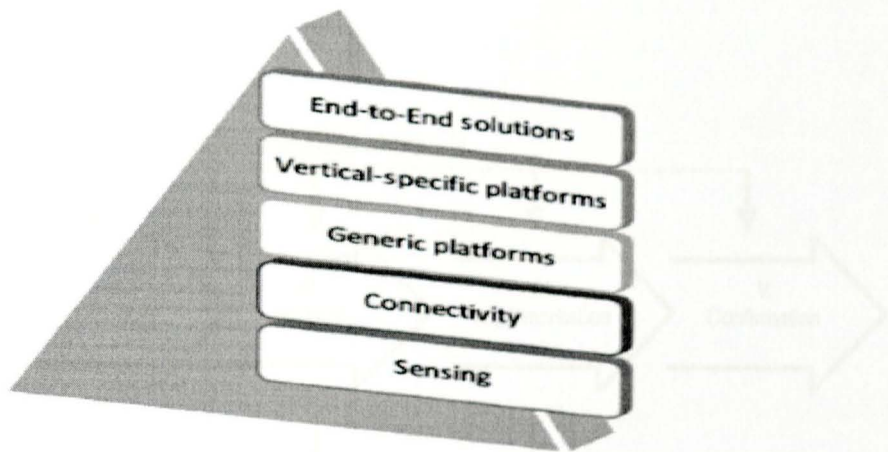 End-to-End solutions
Vertical-specific platforms
Generic platforms
Connectivity
Sensing